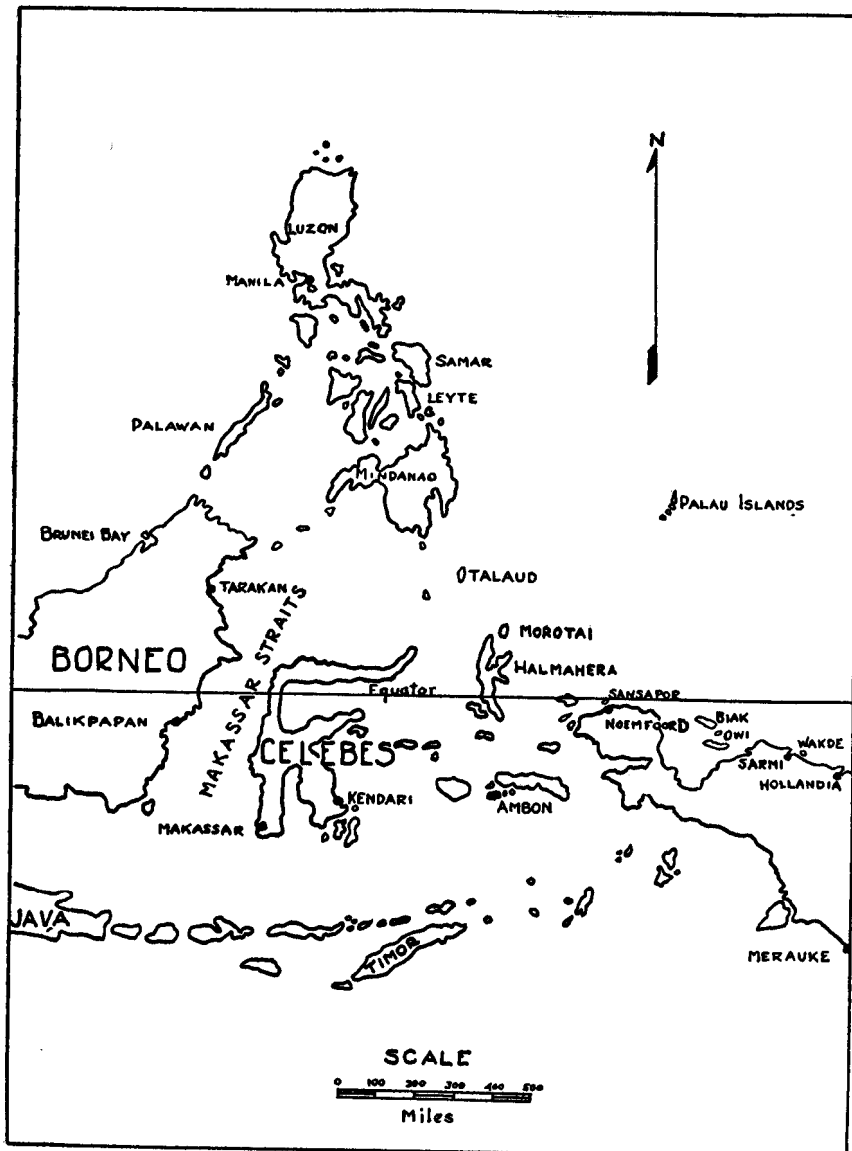 N
LUZON
MANILA
SAMAR
LEYTE
PALAWAN
MINDANAO
PALAU ISLANDS
BRUNEI BAY
TALAUD
TARAKAN
MAKASSAR STRAITS
MOROTAI
BORNEO
HALMAHERA
Equator
SANSAPOR
BALIKPAPAN
NOEMFOORD
BIAK
OWI
CELEBES
WAKDE
SARMI
HOLLANDIA
KENDARI
AMBON
MAKASSAR
JAVA
TIMOR
MERAUKE
SCALE
0 100 200 300 400 500
Miles